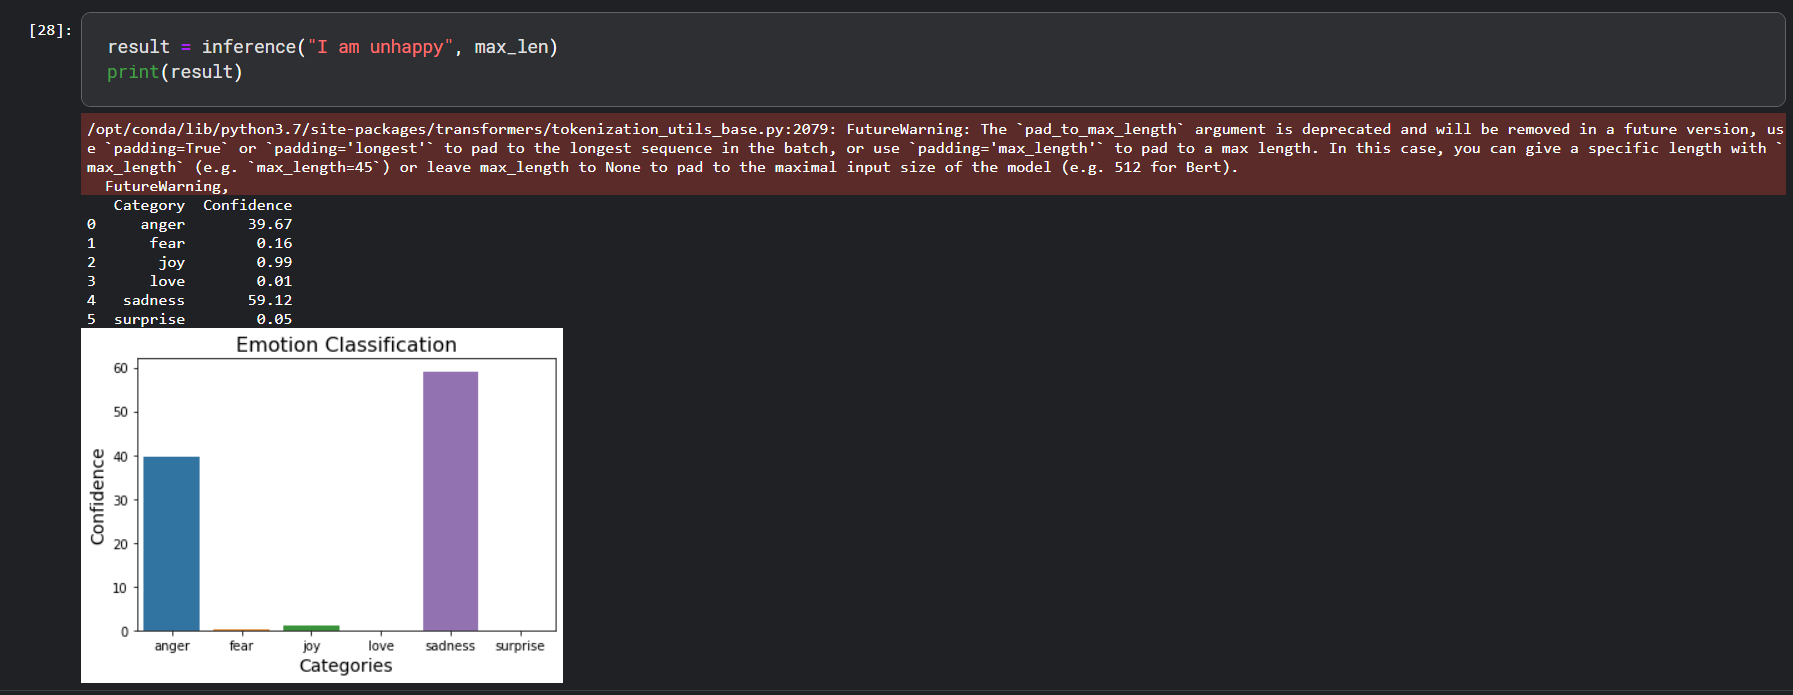 [28]:
result = inference("I am unhappy", max_len)
print(result)
/opt/conda/lib/python3.7/site-packages/transformers/tokenization_utils_base.py:2079: FutureWarning: The `pad_to_max_length` argument is deprecated and will be removed in a future version, us
e `padding=True` or `padding='longest'` to pad to the longest sequence in the batch, or use `padding='max_length'` to pad to a max length. In this case, you can give a specific length with `
max_length` (e.g. `max_length=45`) or leave max_length to None to pad to the maximal input size of the model (e.g. 512 for Bert).
FutureWarning,
Category Confidence
0 anger 39.67
1 fear 0.16
2 joy 0.99
3 love 0.01
4 sadness 59.12
5 surprise 0.05
Emotion Classification
60
50
40
30
20
10
0
Confidence
anger fear joy love sadness surprise
Categories